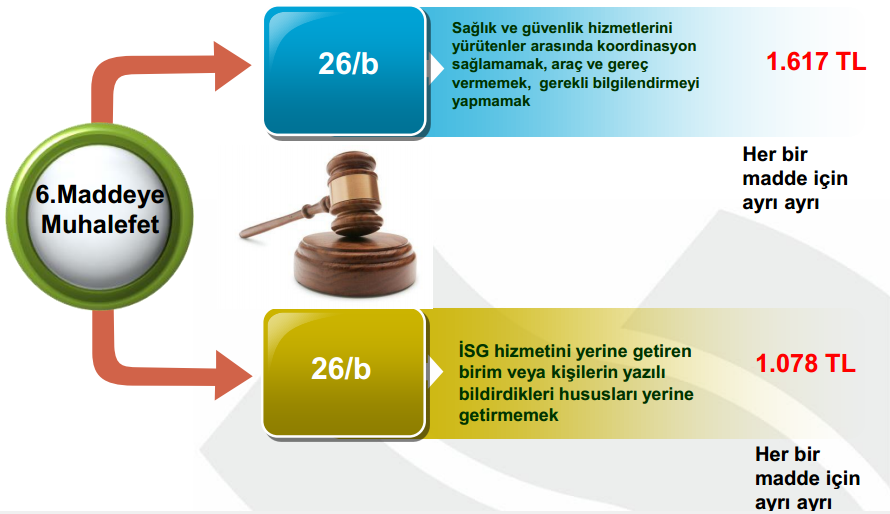 6.Maddeye
Muhalefet
26/b
Sağlık ve güvenlik hizmetlerini
yürütenler arasında koordinasyon
sağlamamak, araç ve gereç
vermemek, gerekli bilgilendirmeyi
yapmamak
1.617 TL
Her bir
madde için
ayrı ayrı
26/b
İSG hizmetini yerine getiren
birim veya kişilerin yazılı
bildirdikleri hususları yerine
getirmemek
1.078 TL
Her bir
madde için
ayrı ayrı